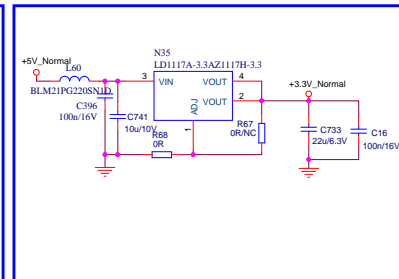 N35
LD1117A-3.3AZ1117H-3.3
+5V_Normal
L60
BLM21PG220SN1D
3
VIN
VOUT
4
VOUT
2
ADJ
1
+3.3V_Normal
C396
100n/16V
C741
10u/10V
R68
0R
R67
0R/NC
C733
22u/6.3V
C16
100n/16V